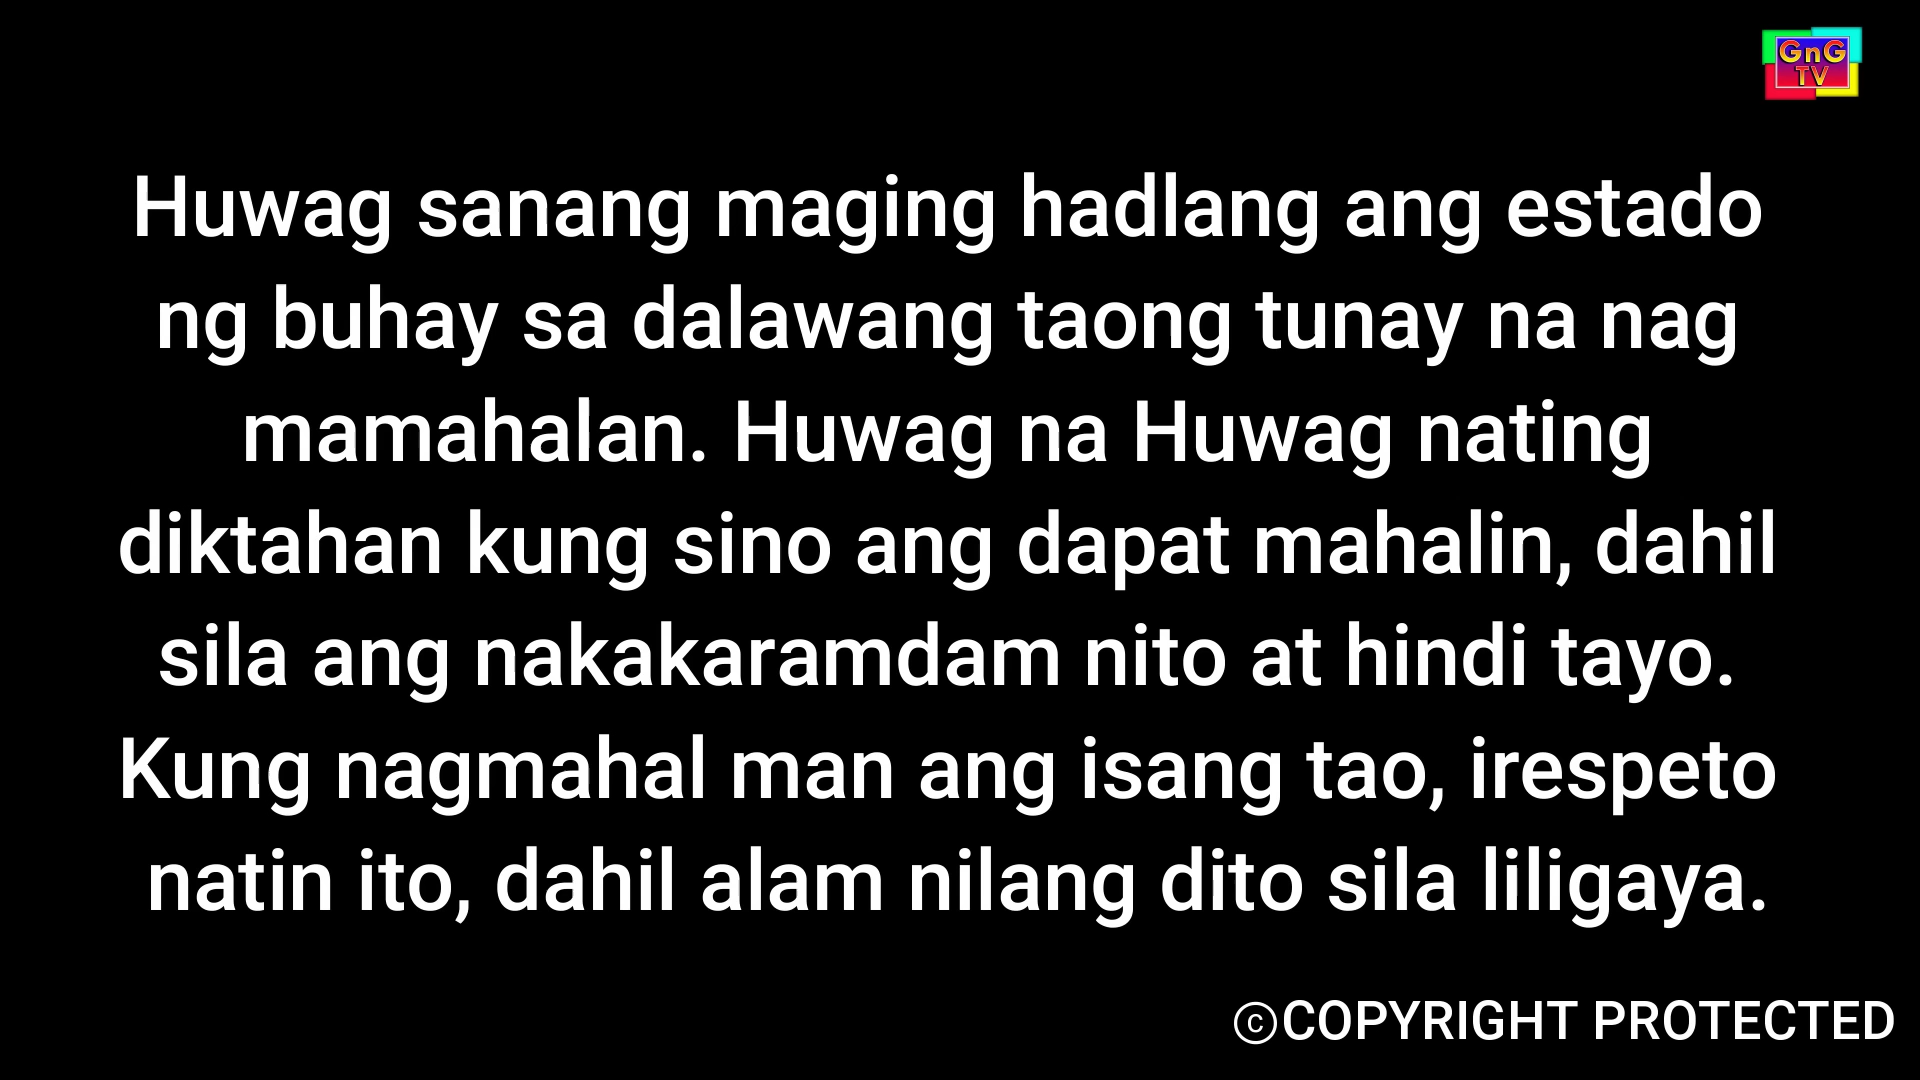 GnG
TV
Huwag sanang maging hadlang ang estado
ng buhay sa dalawang taong tunay na nag
mamahalan. Huwag na Huwag nating
diktahan kung sino ang dapat mahalin, dahil
sila ang nakakaramdam nito at hindi tayo.
Kung nagmahal man ang isang tao, irespeto
natin ito, dahil alam nilang dito sila liligaya.
©COPYRIGHT PROTECTED